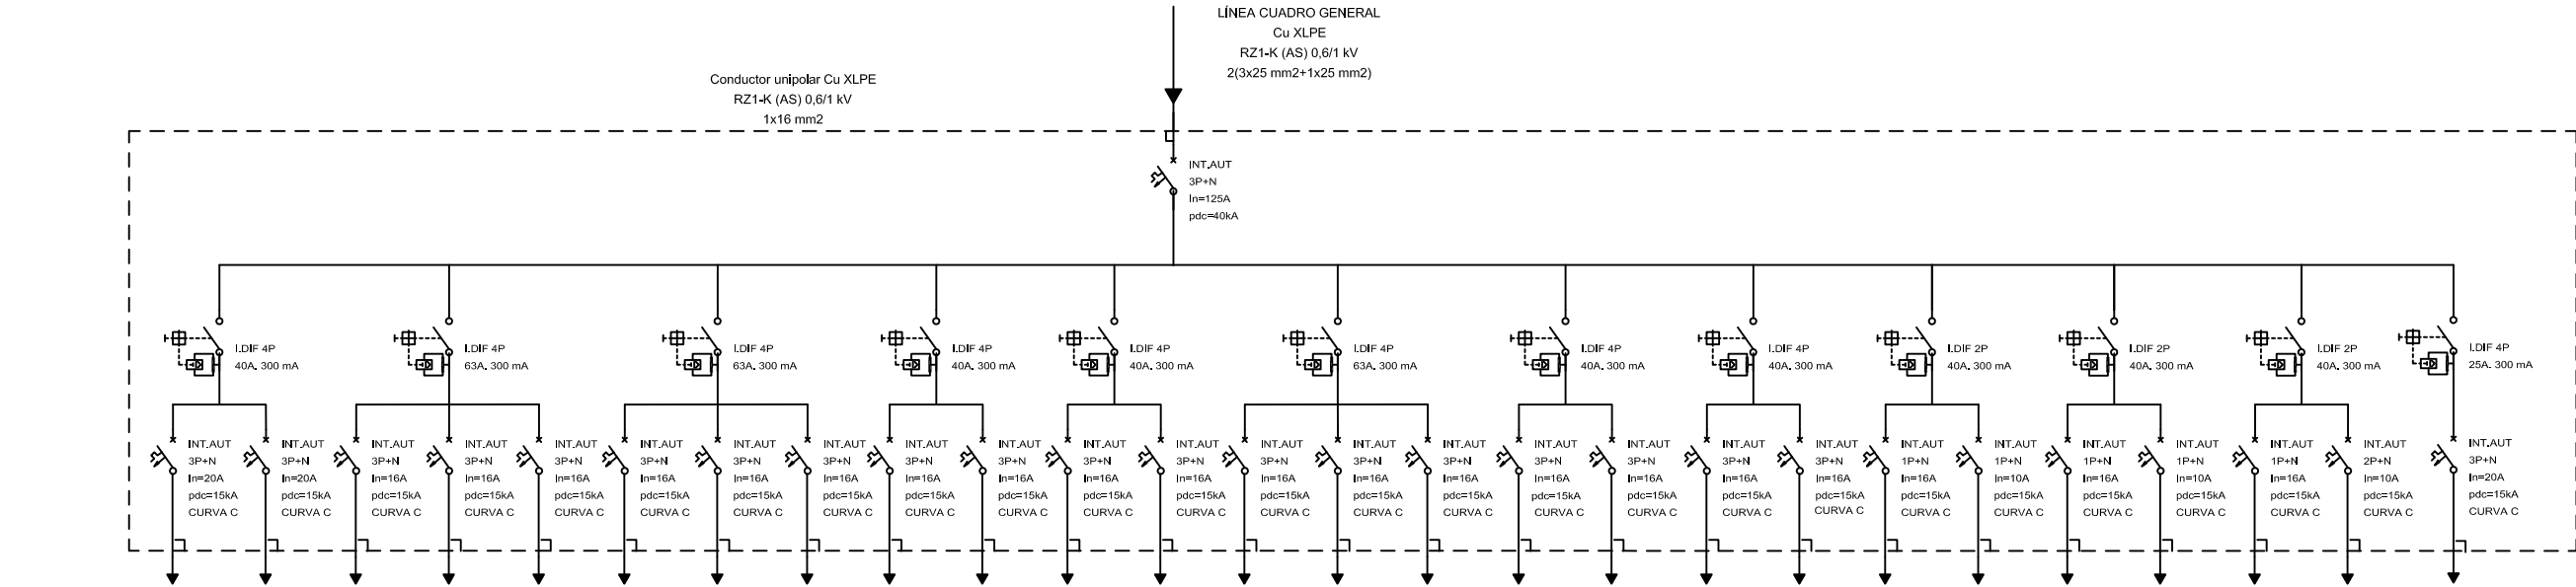 LÍNEA CUADRO GENERAL
Cu XLPE
RZ1-K (AS) 0,6/1 kV
2(3x25 mm2+1x25 mm2)
Conductor unipolar Cu XLPE
RZ1-K (AS) 0,6/1 kV
1x16 mm2
INT.AUT
3P+N
In=125A
pdc=40kA
I.DIF 4P
40A. 300 mA
I.DIF 4P
63A. 300 mA
I.DIF 4P
63A. 300 mA
I.DIF 4P
40A. 300 mA
I.DIF 4P
40A. 300 mA
I.DIF 4P
63A. 300 mA
I.DIF 4P
40A. 300 mA
I.DIF 4P
40A. 300 mA
I.DIF 2P
40A. 300 mA
I.DIF 2P
40A. 300 mA
I.DIF 2P
40A. 300 mA
I.DIF 4P
25A. 300 mA
INT.AUT
3P+N
In=20A
pdc=15kA
CURVA C
INT.AUT
3P+N
In=20A
pdc=15kA
CURVA C
INT.AUT
3P+N
In=16A
pdc=15kA
CURVA C
INT.AUT
3P+N
In=16A
pdc=15kA
CURVA C
INT.AUT
3P+N
In=16A
pdc=15kA
CURVA C
INT.AUT
3P+N
In=16A
pdc=15kA
CURVA C
INT.AUT
3P+N
In=16A
pdc=15kA
CURVA C
INT.AUT
3P+N
In=16A
pdc=15kA
CURVA C
INT.AUT
3P+N
In=16A
pdc=15kA
CURVA C
INT.AUT
3P+N
In=16A
pdc=15kA
CURVA C
INT.AUT
3P+N
In=16A
pdc=15kA
CURVA C
INT.AUT
3P+N
In=16A
pdc=15kA
CURVA C
INT.AUT
3P+N
In=16A
pdc=15kA
CURVA C
INT.AUT
3P+N
In=16A
pdc=15kA
CURVA C
INT.AUT
3P+N
In=16A
pdc=15kA
CURVA C
INT.AUT
3P+N
In=16A
pdc=15kA
CURVA C
INT.AUT
3P+N
In=16A
pdc=15kA
CURVA C
INT.AUT
3P+N
In=16A
pdc=15kA
CURVA C
INT.AUT
3P+N
In=16A
pdc=15kA
CURVA C
INT.AUT
1P+N
In=16A
pdc=15kA
CURVA C
INT.AUT
1P+N
In=10A
pdc=15kA
CURVA C
INT.AUT
1P+N
In=16A
pdc=15kA
CURVA C
INT.AUT
1P+N
In=10A
pdc=15kA
CURVA C
INT.AUT
1P+N
In=16A
pdc=15kA
CURVA C
INT.AUT
2P+N
In=10A
pdc=15kA
CURVA C
INT.AUT
3P+N
In=20A
pdc=15kA
CURVA C